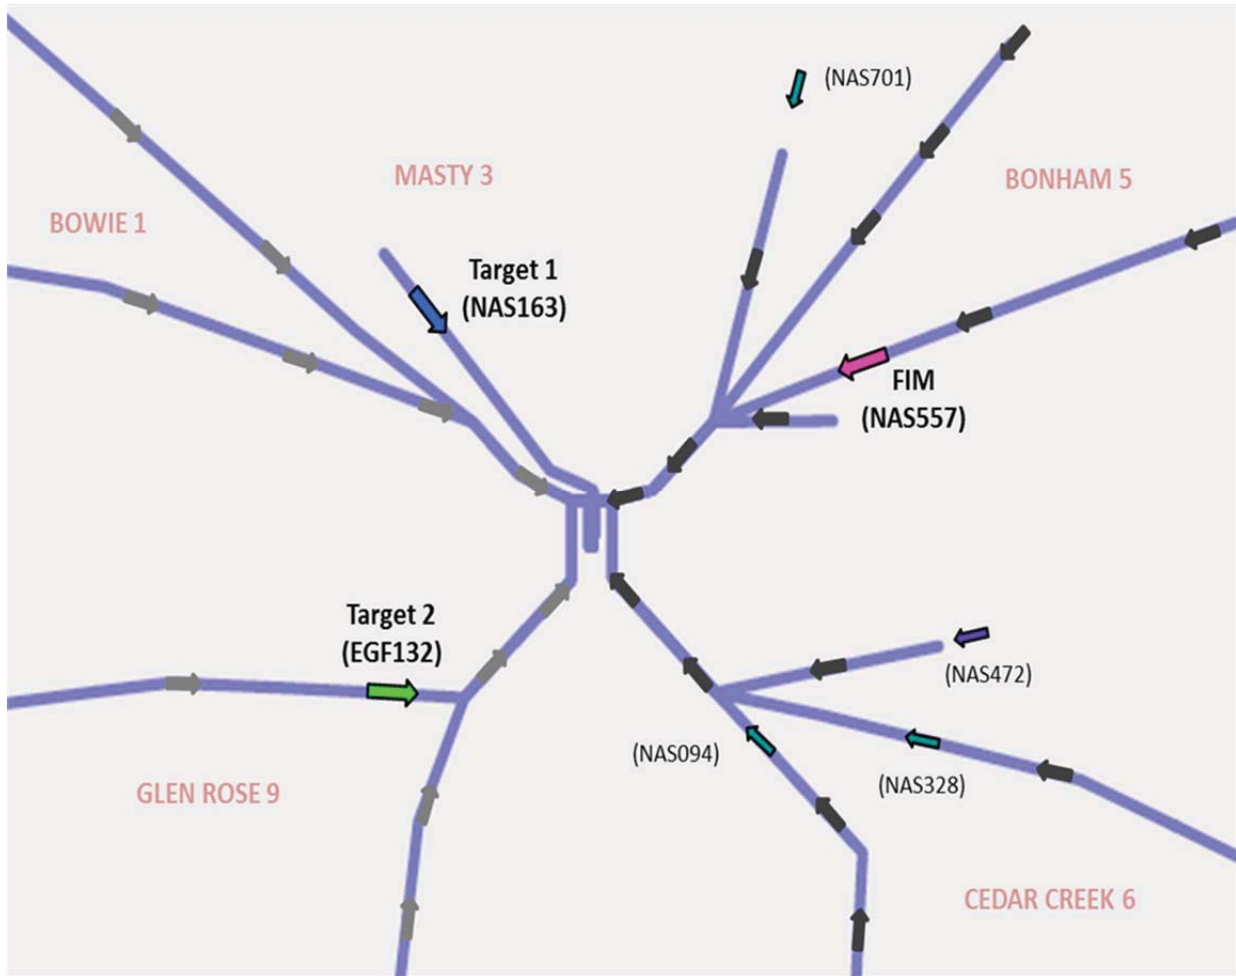 (NAS701)
MASTY 3
BONHAM 5
BOWIE 1
Target 1
(NAS163)
FIM
(NAS557)
Target 2
(EGF132)
(NAS472)
(NAS094)
(NAS328)
GLEN ROSE 9
CEDAR CREEK 6